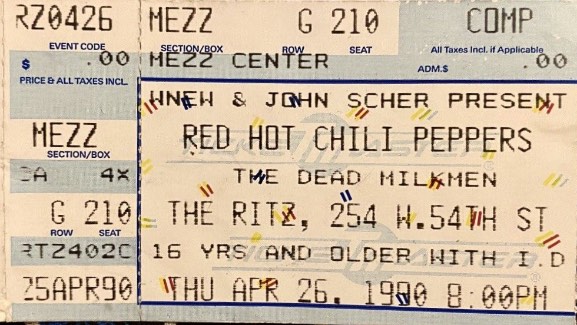 RZ0426 MEZZ G 210 COMP
EVENT CODE SECTION/BOX ROW SEAT All Taxes Incl. if Applicable
$ .00 MEZZ CENTER ADM.$ .00
PRICE & ALL TAXES INCL.
WNEW & JOHN SCHER PRESENT
MEZZ RED HOT CHILI PEPPERS
SECTION/BOX
CA 4X THE DEAD MILKMEN
G 210 THE RITZ, 254 W.54TH ST
ROW SEAT
RTZ402C 16 YRS AND OLDER WITH I.D
25APR90 THU APR 26, 1990 8:00PM